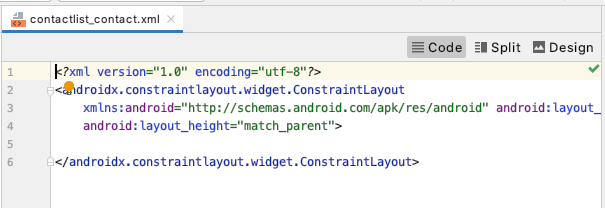 contactlist_contact.xml
Code Split Design
1 <?xml version="1.0" encoding="utf-8"?>
2 <androidx.constraintlayout.widget.ConstraintLayout
3 xmlns:android="http://schemas.android.com/apk/res/android" android:layout_
4 android:layout_height="match_parent">
5
6 </androidx.constraintlayout.widget.ConstraintLayout>